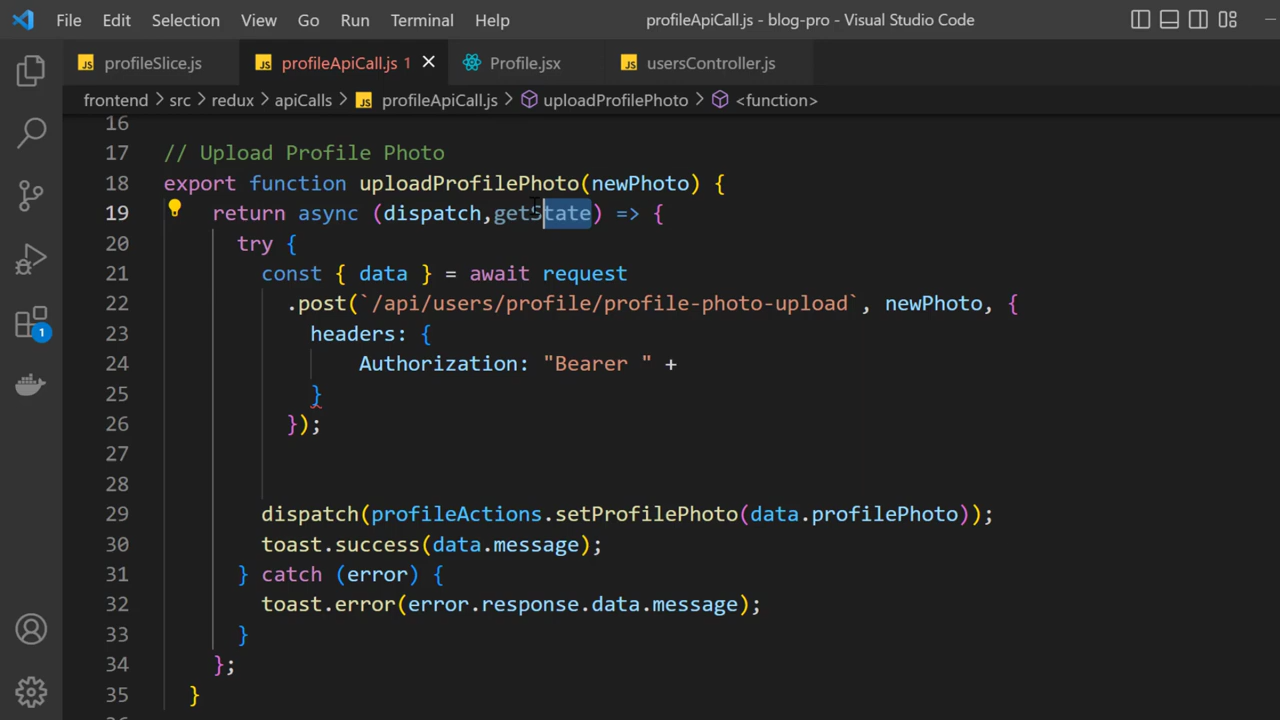 File Edit Selection View Go Run Terminal Help profileApiCall.js - blog-pro - Visual Studio Code
JS profileSlice.js JS profileApiCall.js 1 Profile.jsx JS usersController.js
frontend > src > redux > apiCalls > JS profileApiCall.js > uploadProfilePhoto > <function>
16
17 // Upload Profile Photo
18 export function uploadProfilePhoto(newPhoto) {
19 return async (dispatch,getState) => {
20 try {
21 const { data } = await request
22 .post(`/api/users/profile/profile-photo-upload`, newPhoto, {
23 headers: {
24 Authorization: "Bearer " +
25 }
26 });
27
28
29 dispatch(profileActions.setProfilePhoto(data.profilePhoto));
30 toast.success(data.message);
31 } catch (error) {
32 toast.error(error.response.data.message);
33 }
34 };
35 }
1